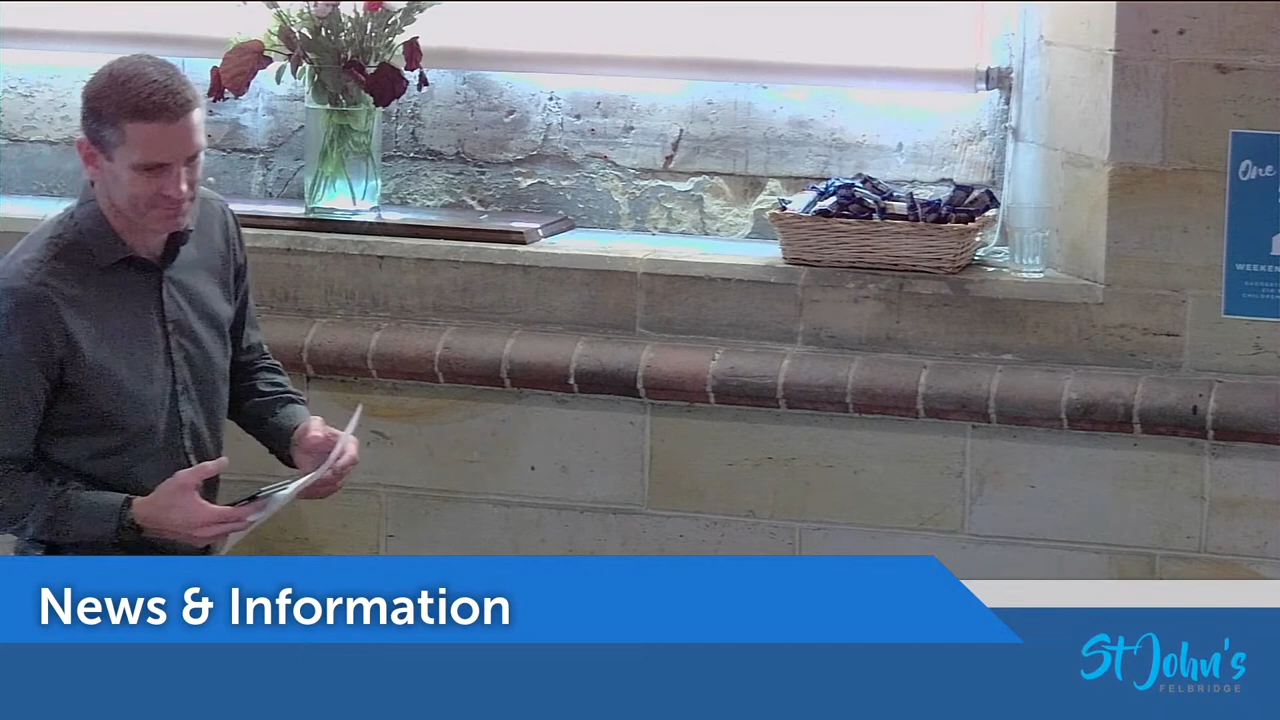 One
WEEKEN
News & Information
St John's
FELBRIDGE